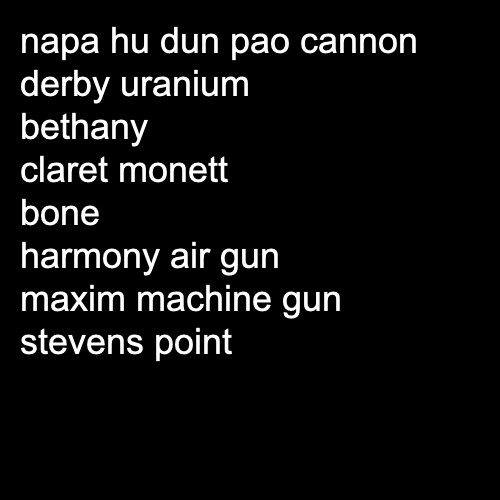 napa hu dun pao cannon
derby uranium
bethany
claret monett
bone
harmony air gun
maxim machine gun
stevens point